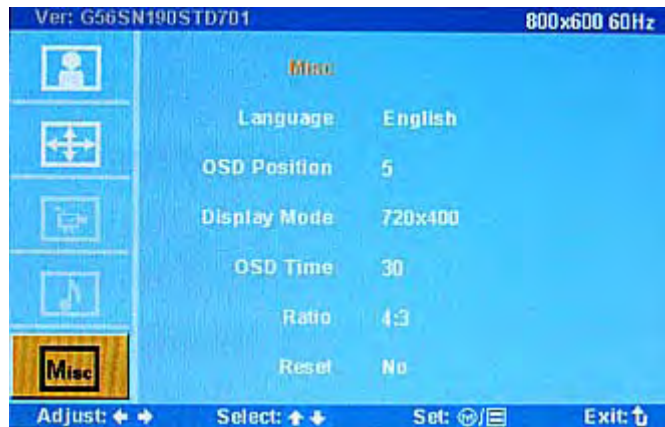 Ver: G56SN190STD701 800x600 60Hz
Misc
Language English
OSD Position 5
Display Mode 720x400
OSD Time 30
Ratio 4:3
Misc Reset No
Adjust: Select: Set: Exit: